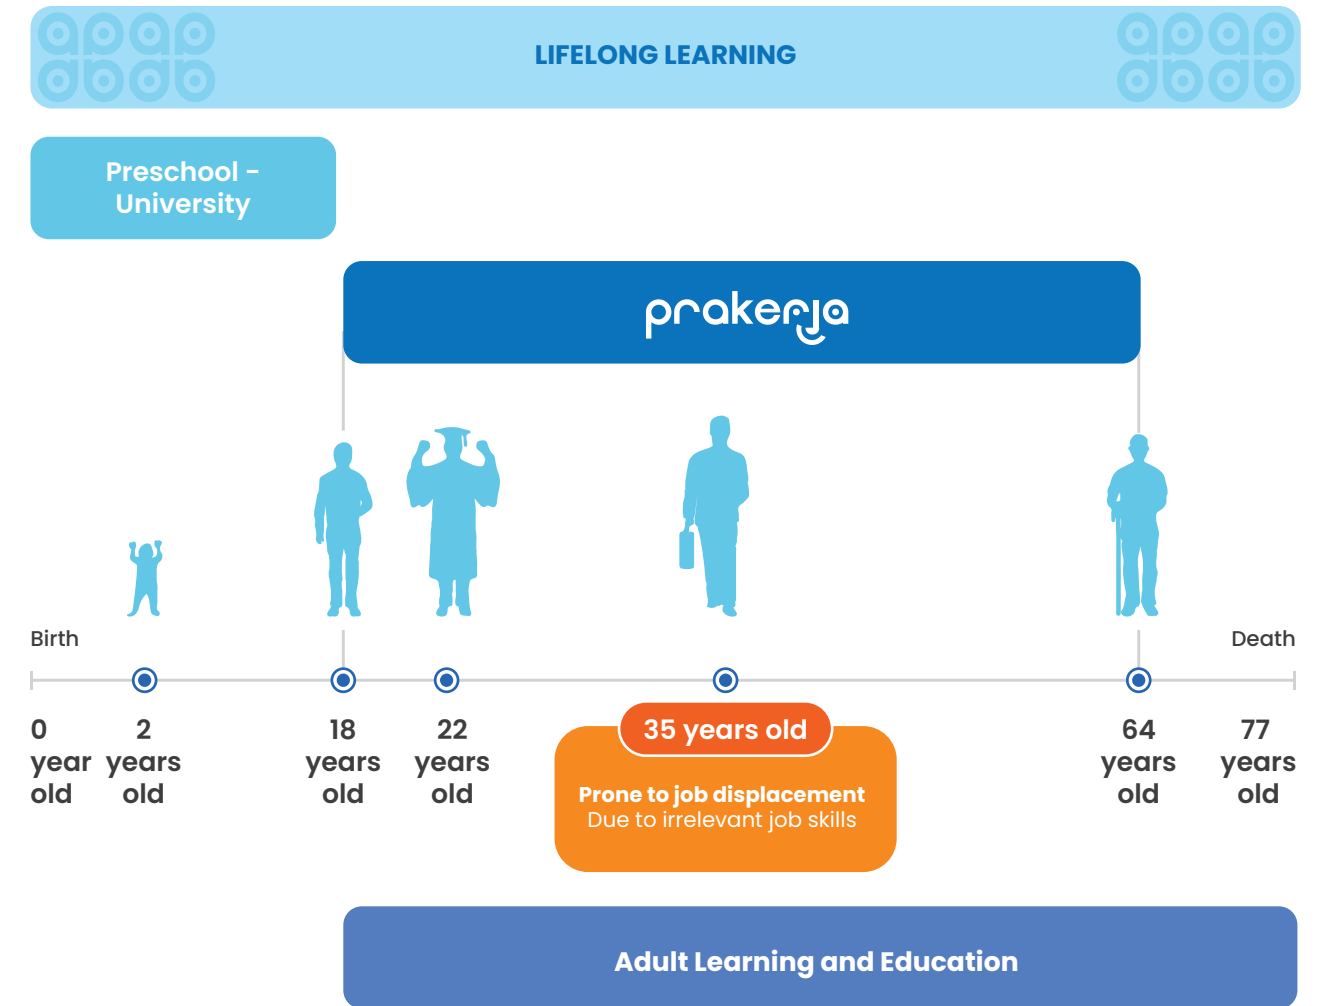 LIFELONG LEARNING
Preschool -
University
prakerja
Birth
Death
0
year
old
2
years
old
18
years
old
22
years
old
35 years old
Prone to job displacement
Due to irrelevant job skills
64
years
old
77
years
old
Adult Learning and Education